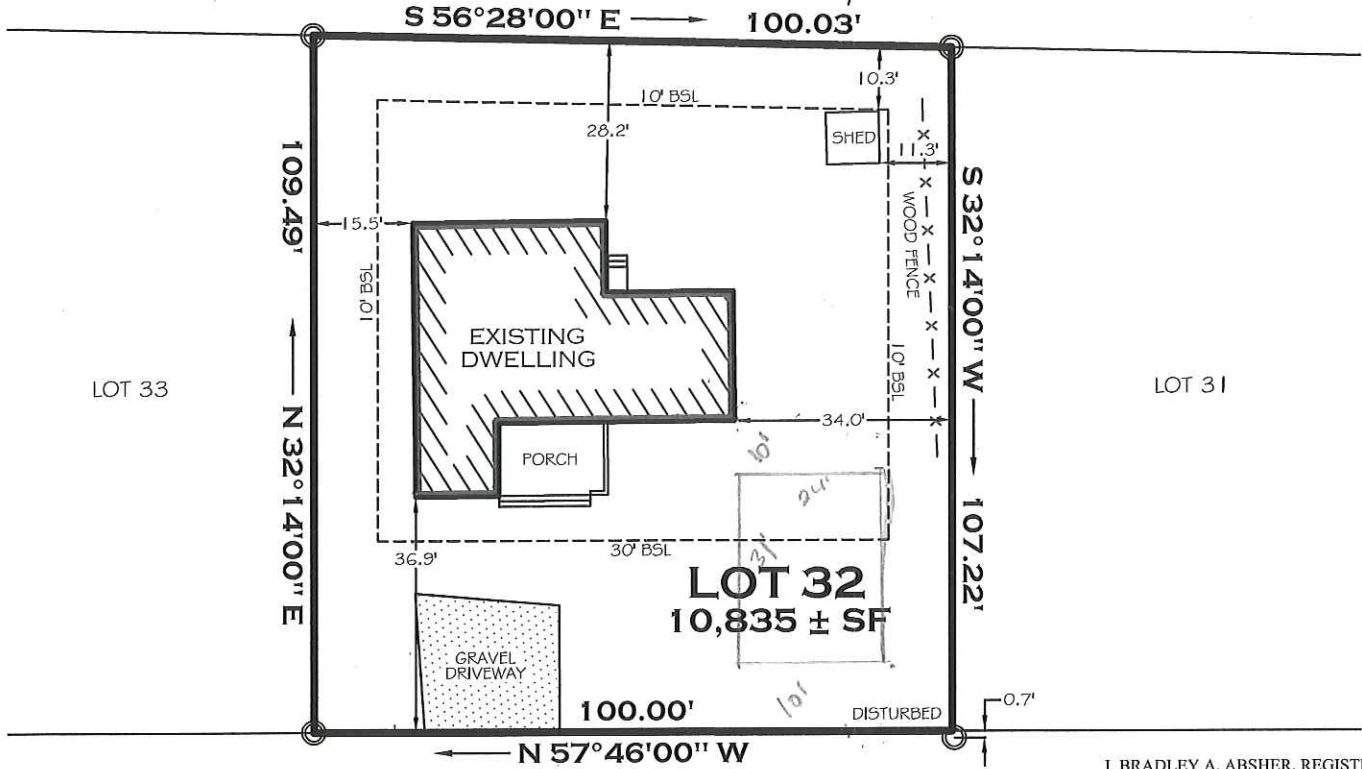 S 56°28'00" E 100.03'
10.3'
10' BSL
28.2'
SHED
11.3'
109.49'
S 32°14'00" W
WOOD FENCE
15.5'
10' BSL
EXISTING
DWELLING
10' BSL
LOT 33
LOT 31
N 32°14'00" E
34.0'
PORCH
10'
24'
107.22'
36.9'
30' BSL
31'
LOT 32
10,835 ± SF
GRAVEL
DRIVEWAY
10'
100.00'
DISTURBED
0.7'
N 57°46'00" W
I, BRADLEY A. ABSHER, REGIST